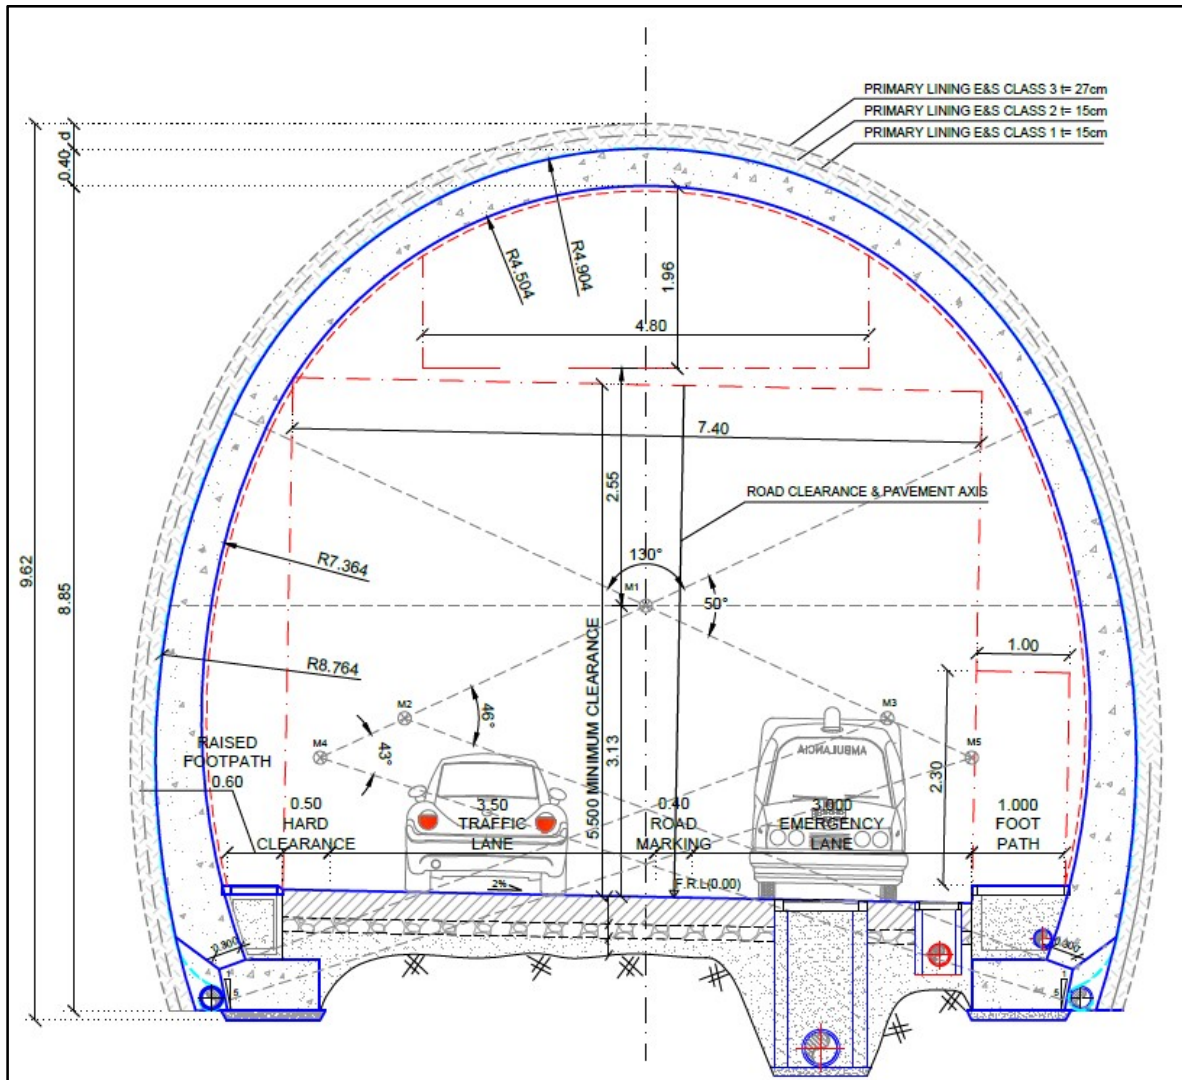 PRIMARY LINING E&S CLASS 3 t= 27cm
PRIMARY LINING E&S CLASS 2 t= 15cm
PRIMARY LINING E&S CLASS 1 t= 15cm
d
0.40
R4.504
R4.904
1.96
4.80
7.40
2.55
ROAD CLEARANCE & PAVEMENT AXIS
9.62
8.85
R7.364
130°
M1
50°
R8.764
1.00
M2
M3
46°
M4
43°
M5
5.500 MINIMUM CLEARANCE
3.13
AMBULANCIA
2.30
RAISED
FOOTPATH
0.60
0.50
HARD
CLEARANCE
3.50
TRAFFIC
LANE
0.40
ROAD
MARKING
3.000
EMERGENCY
LANE
1.000
FOOT
PATH
2%
F.R.L(0.00)
0.300
0.300
1
5
1
5